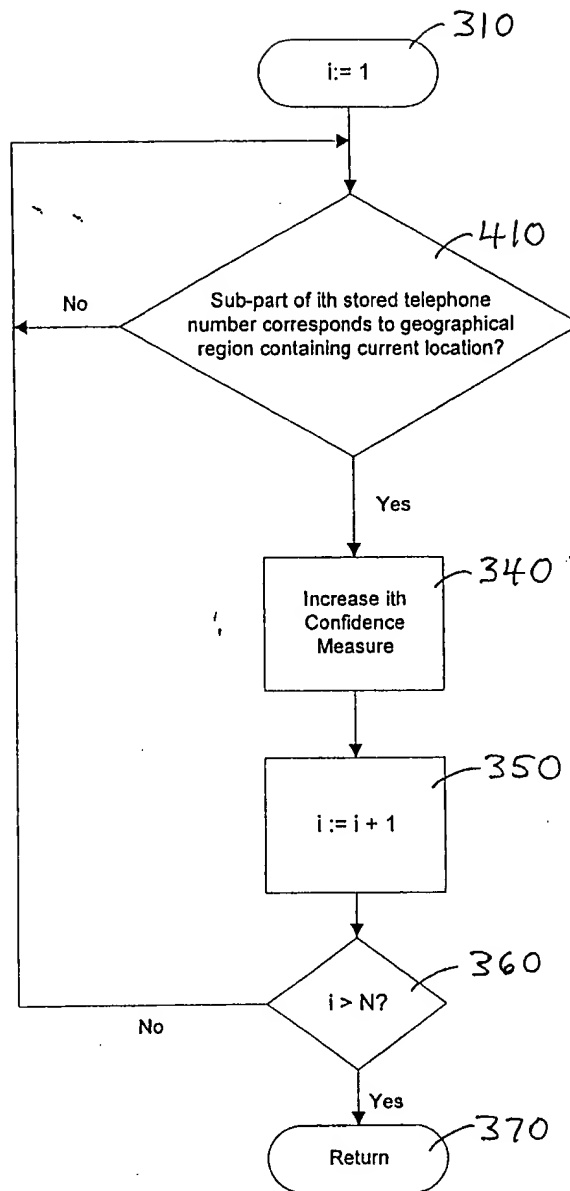 310
i:= 1
410
No
Sub-part of ith stored telephone
number corresponds to geographical
region containing current location?
Yes
340
Increase ith
Confidence
Measure
350
i := i + 1
360
i > N?
No
Yes
370
Return